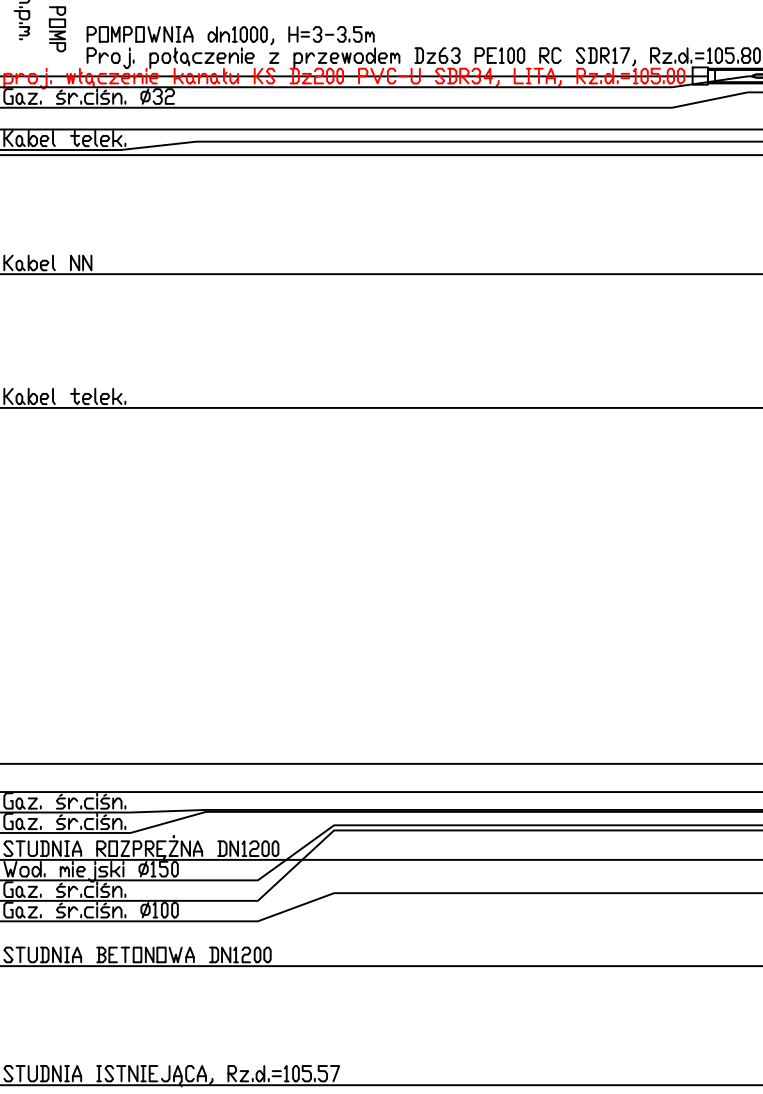 n.p.m.
POMP
POMPOWNIA dn1000, H=3-3.5m
Proj. połączenie z przewodem Dz63 PE100 RC SDR17, Rz.d.=105.80
proj. włączenie kanału KS Dz200 PVC-U SDR34, LITA, Rz.d.=105.00
Gaz. śr.ciśn. Ø32
Kabel telek.
Kabel NN
Kabel telek.
Gaz. śr.ciśn.
Gaz. śr.ciśn.
STUDNIA ROZPRĘŻNA DN1200
Wod. miejski Ø150
Gaz. śr.ciśn.
Gaz. śr.ciśn. Ø100
STUDNIA BETONOWA DN1200
STUDNIA ISTNIEJĄCA, Rz.d.=105.57